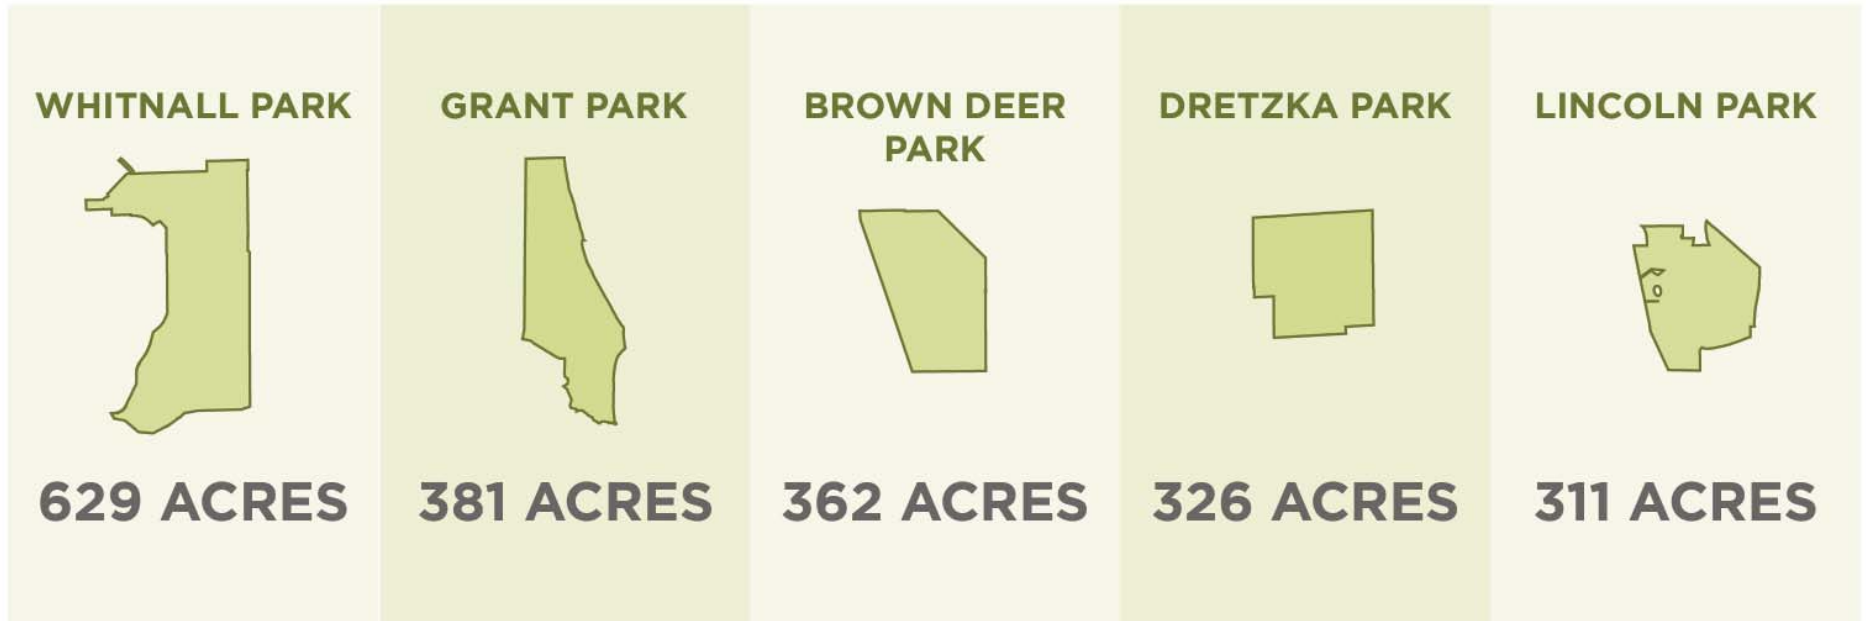 WHITNALL PARK
629 ACRES
GRANT PARK
381 ACRES
BROWN DEER
PARK
362 ACRES
DRETZKA PARK
326 ACRES
LINCOLN PARK
311 ACRES